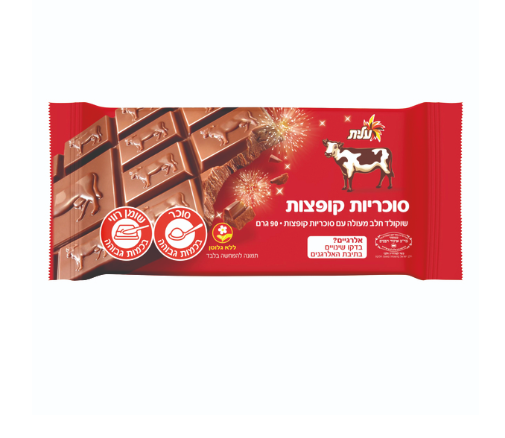 עלית
סוכריות קופצות
שוקולד חלב מעולה עם סוכריות קופצות • 90 גרם
אלרגיים?
בדקו שינויים
בתיבת האלרגנים
ללא גלוטן
תמונה להמחשה בלבד
סוכר
בכמות גבוהה
שומן רווי
בכמות גבוהה